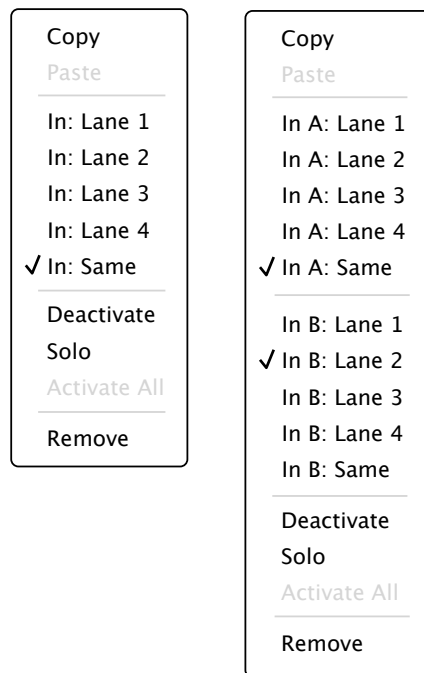 Copy
Paste
In: Lane 1
In: Lane 2
In: Lane 3
In: Lane 4
✓ In: Same
Deactivate
Solo
Activate All
Remove
Copy
Paste
In A: Lane 1
In A: Lane 2
In A: Lane 3
In A: Lane 4
✓ In A: Same
In B: Lane 1
✓ In B: Lane 2
In B: Lane 3
In B: Lane 4
In B: Same
Deactivate
Solo
Activate All
Remove